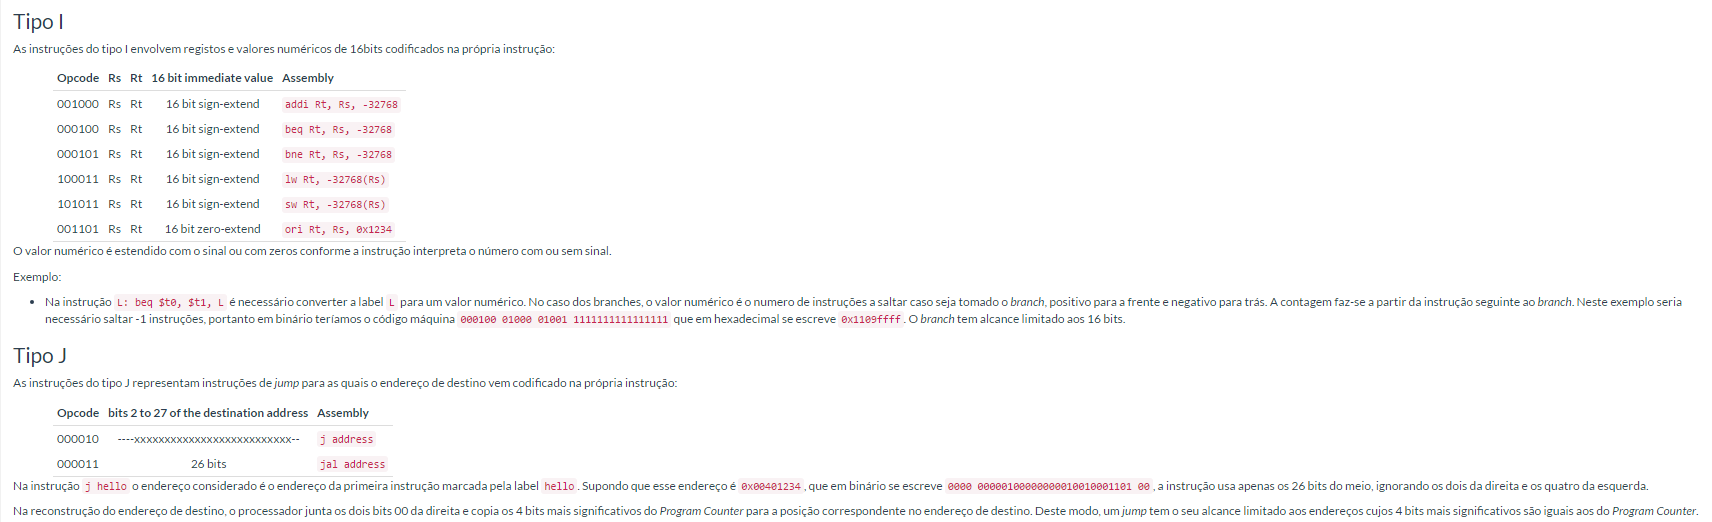 Tipo I
As instruções do tipo I envolvem registos e valores numéricos de 16bits codificados na própria instrução:
Opcode Rs Rt 16 bit immediate value Assembly
001000 Rs Rt 16 bit sign-extend addi Rt, Rs, -32768
000100 Rs Rt 16 bit sign-extend beq Rt, Rs, -32768
000101 Rs Rt 16 bit sign-extend bne Rt, Rs, -32768
100011 Rs Rt 16 bit sign-extend lw Rt, -32768(Rs)
101011 Rs Rt 16 bit sign-extend sw Rt, -32768(Rs)
001101 Rs Rt 16 bit zero-extend ori Rt, Rs, 0x1234
O valor numérico é estendido com o sinal ou com zeros conforme a instrução interpreta o número com ou sem sinal.
Exemplo:
• Na instrução L: beq $t0, $t1, L é necessário converter a label L para um valor numérico. No caso dos branches, o valor numérico é o numero de instruções a saltar caso seja tomado o branch, positivo para a frente e negativo para trás. A contagem faz-se a partir da instrução seguinte ao branch. Neste exemplo seria
necessário saltar -1 instruções, portanto em binário teríamos o código máquina 000100 01000 01001 1111111111111111 que em hexadecimal se escreve 0x1109ffff. O branch tem alcance limitado aos 16 bits.
Tipo J
As instruções do tipo J representam instruções de jump para as quais o endereço de destino vem codificado na própria instrução:
Opcode bits 2 to 27 of the destination address Assembly
000010 ----xxxxxxxxxxxxxxxxxxxxxxxxxx-- j address
000011 26 bits jal address
Na instrução j hello o endereço considerado é o endereço da primeira instrução marcada pela label hello. Supondo que esse endereço é 0x00401234, que em binário se escreve 0000 00000100000000010010001101 00, a instrução usa apenas os 26 bits do meio, ignorando os dois da direita e os quatro da esquerda.
Na reconstrução do endereço de destino, o processador junta os dois bits 00 da direita e copia os 4 bits mais significativos do Program Counter para a posição correspondente no endereço de destino. Deste modo, um jump tem o seu alcance limitado aos endereços cujos 4 bits mais significativos são iguais aos do Program Counter.